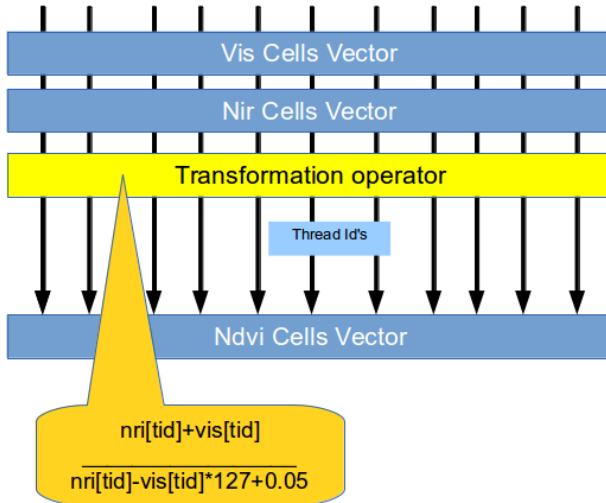 Vis Cells Vector
Nir Cells Vector
Transformation operator
Thread Id's
Ndvi Cells Vector
nri[tid]+vis[tid]
nri[tid]-vis[tid]*127+0.05